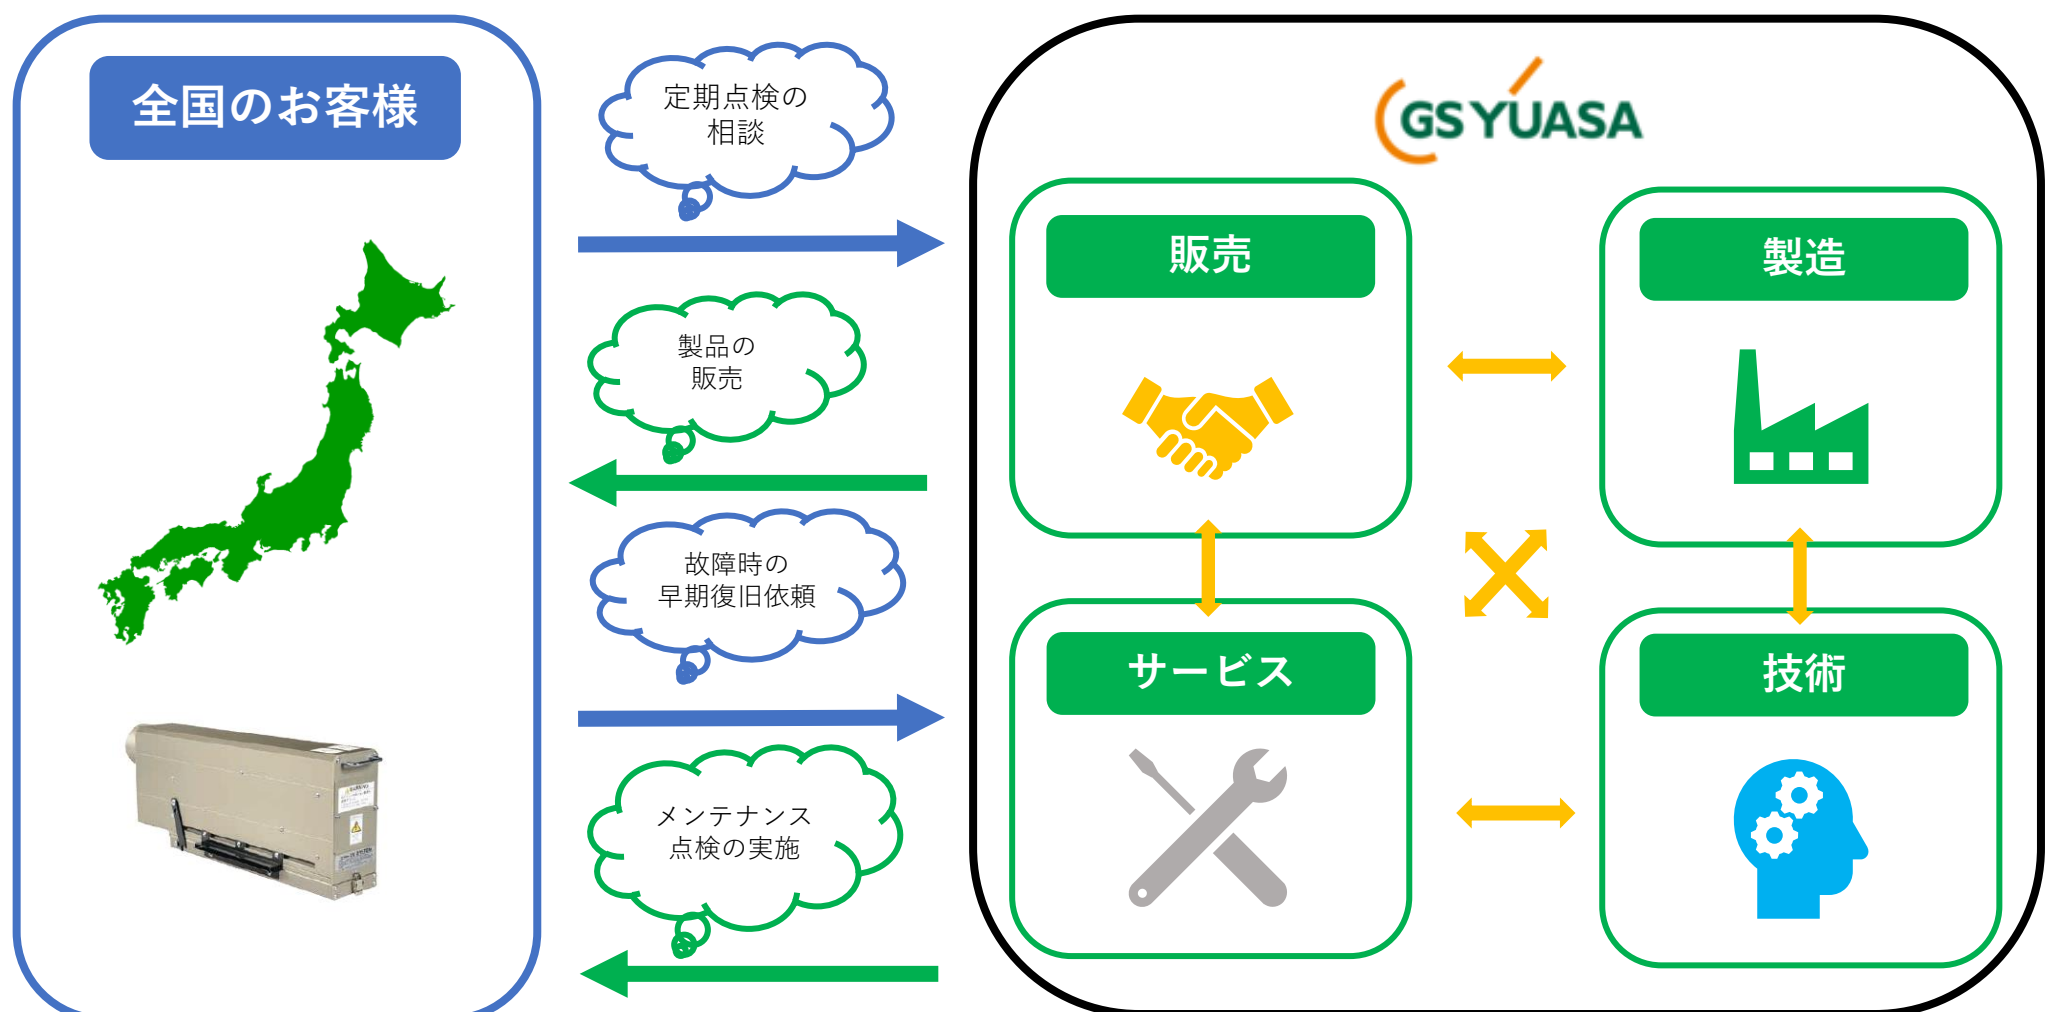 全国のお客様
定期点検の
相談
製品の
販売
故障時の
早期復旧依頼
メンテナンス
点検の実施
GS YUASA
販売
製造
サービス
技術